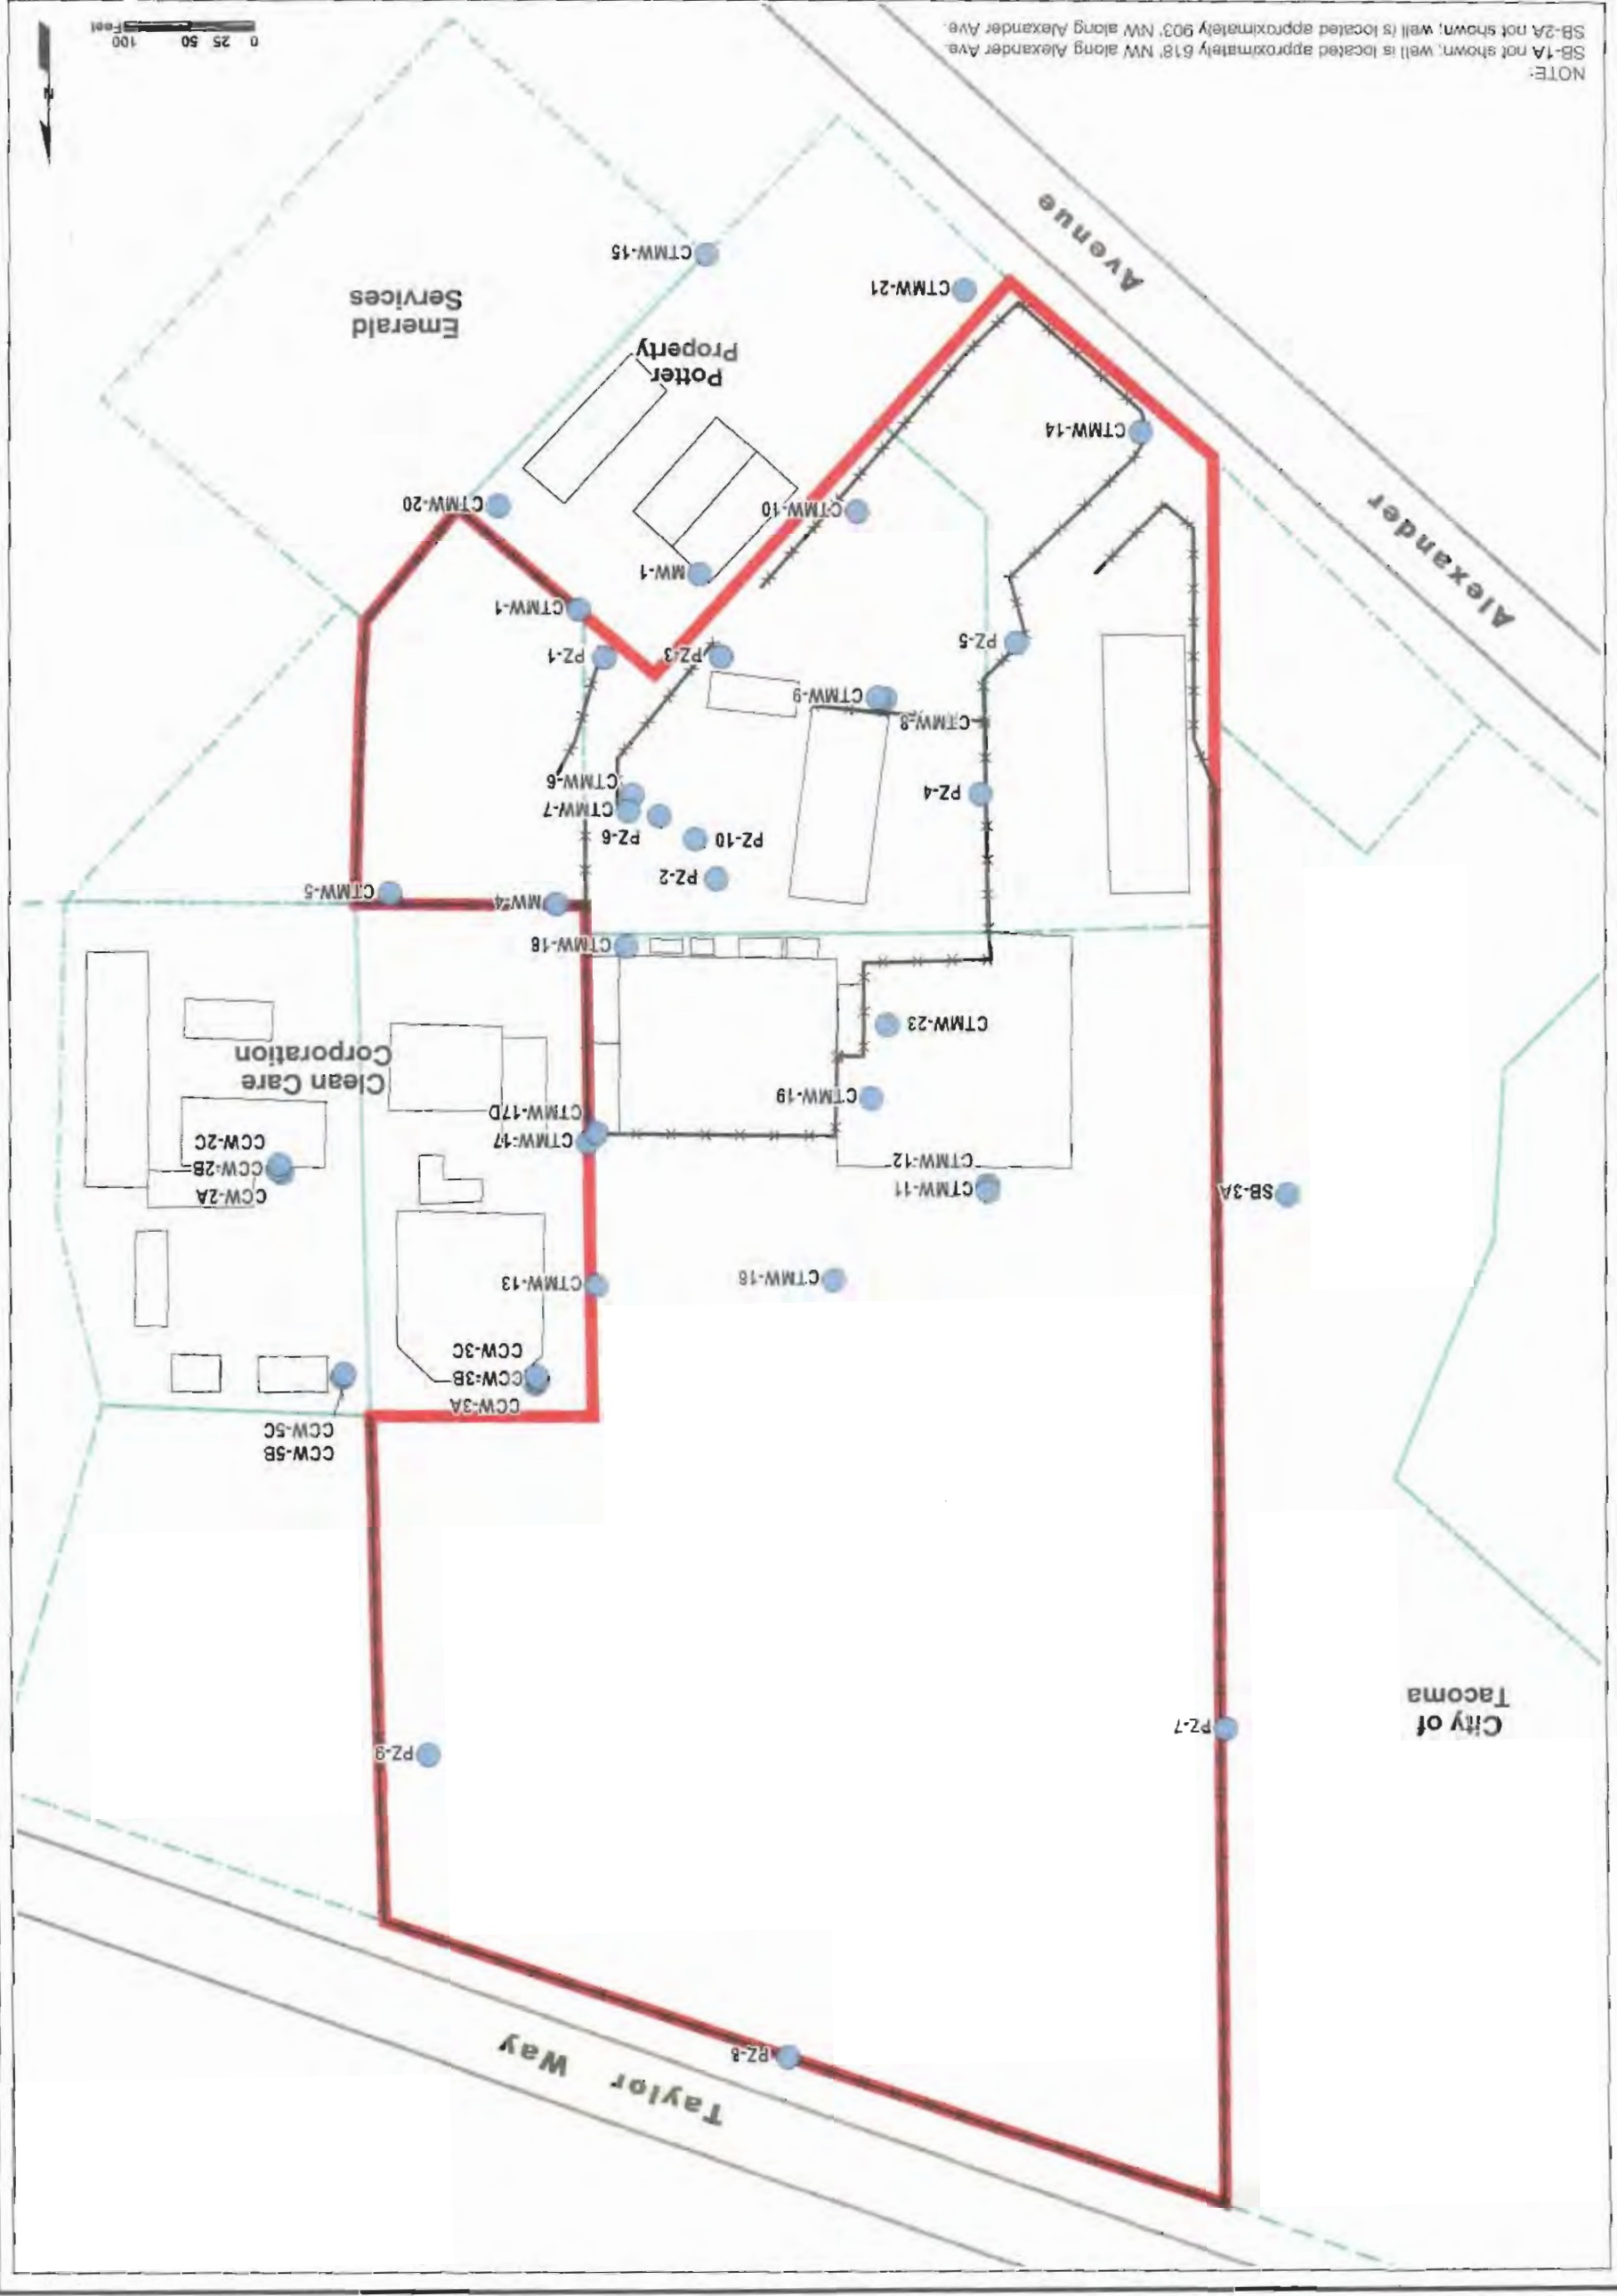 Taylor Way
PZ-8
PZ-9
PZ-7
City of
Tacoma
CCW-5B
CCW-5C
CCW-3A
CCW-3B
CCW-3C
CTMW-13
CTMW-16
SB-3A
CTMW-11
CTMW-12
CCW-2A
CCW-2B
CCW-2C
CTMW-17
CTMW-17D
CTMW-19
Clean Care
Corporation
CTMW-23
CTMW-18
MW-4
CTMW-5
PZ-2
PZ-10
PZ-6
CTMW-7
CTMW-6
PZ-4
CTMW-8
CTMW-9
PZ-5
PZ-3
PZ-1
CTMW-1
Alexander Avenue
MW-1
CTMW-10
CTMW-20
CTMW-14
Potter
Property
Emerald
Services
CTMW-21
CTMW-15
NOTE:
SB-1A not shown; well is located approximately 618' NW along Alexander Ave.
SB-2A not shown; well is located approximately 903' NW along Alexander Ave.
N
0 25 50 100
Feet